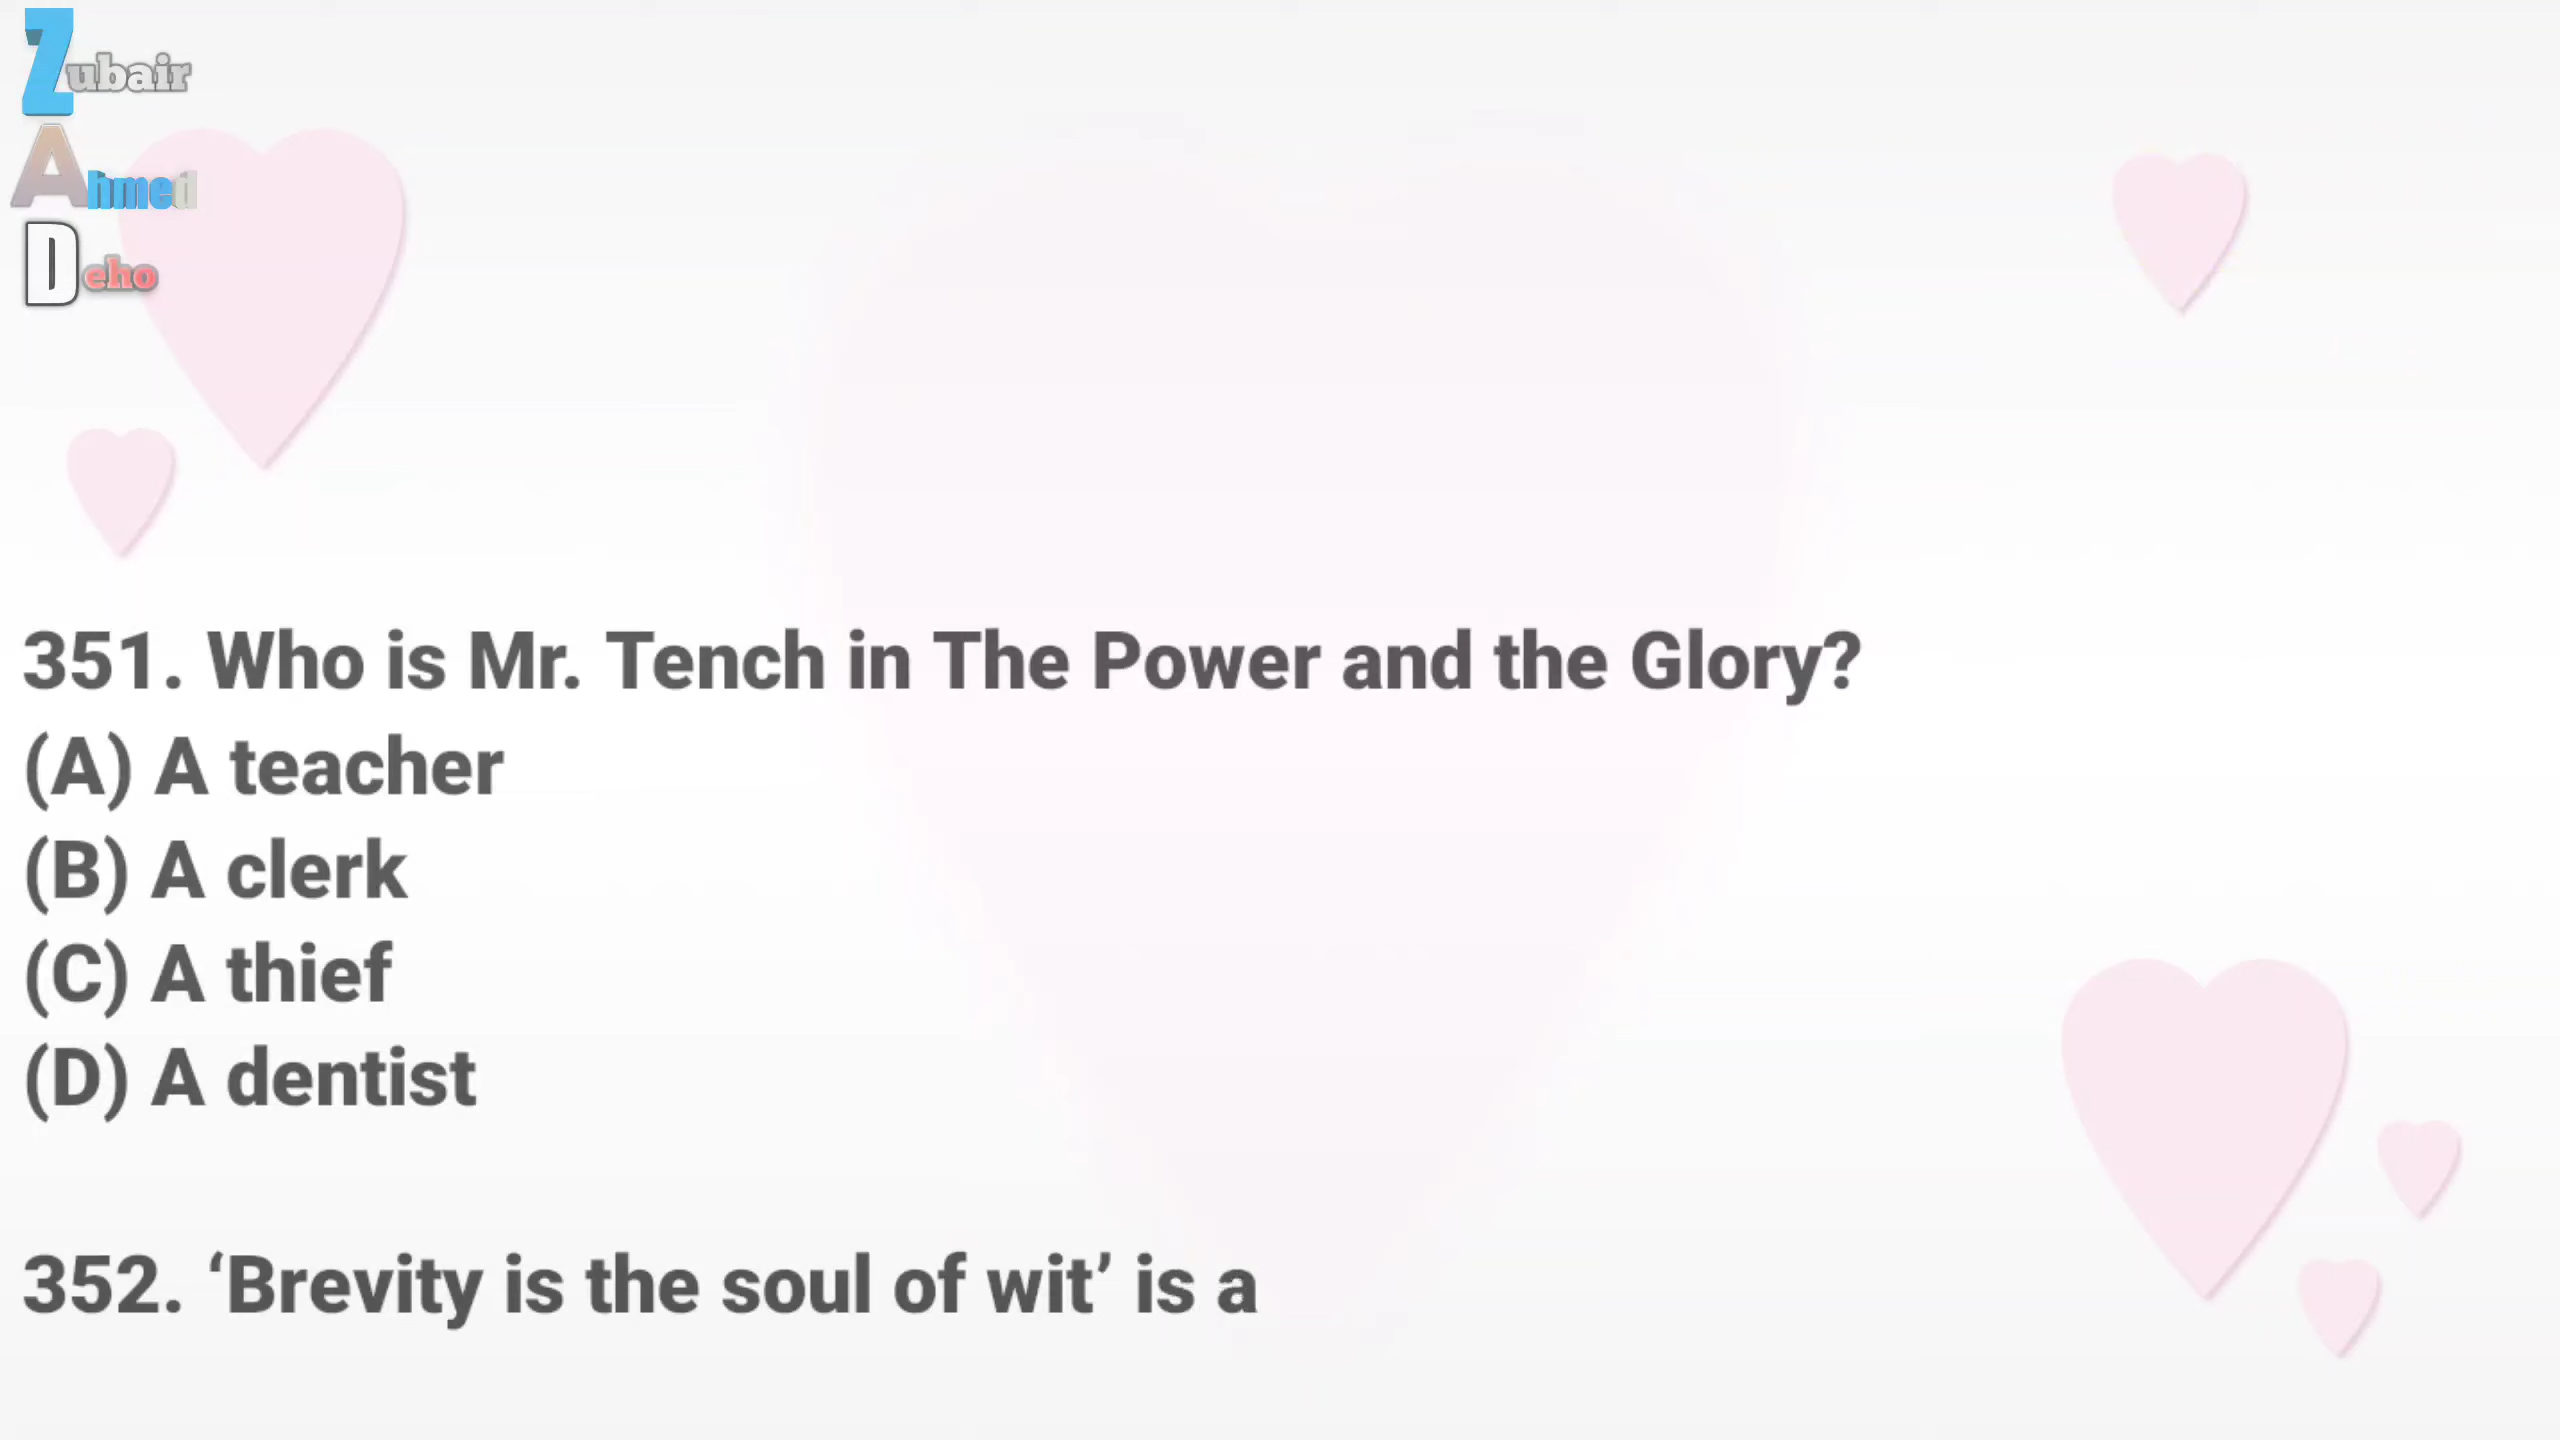 Zubair
Ahmed
Deho
351. Who is Mr. Tench in The Power and the Glory?
(A) A teacher
(B) A clerk
(C) A thief
(D) A dentist
352. ‘Brevity is the soul of wit’ is a